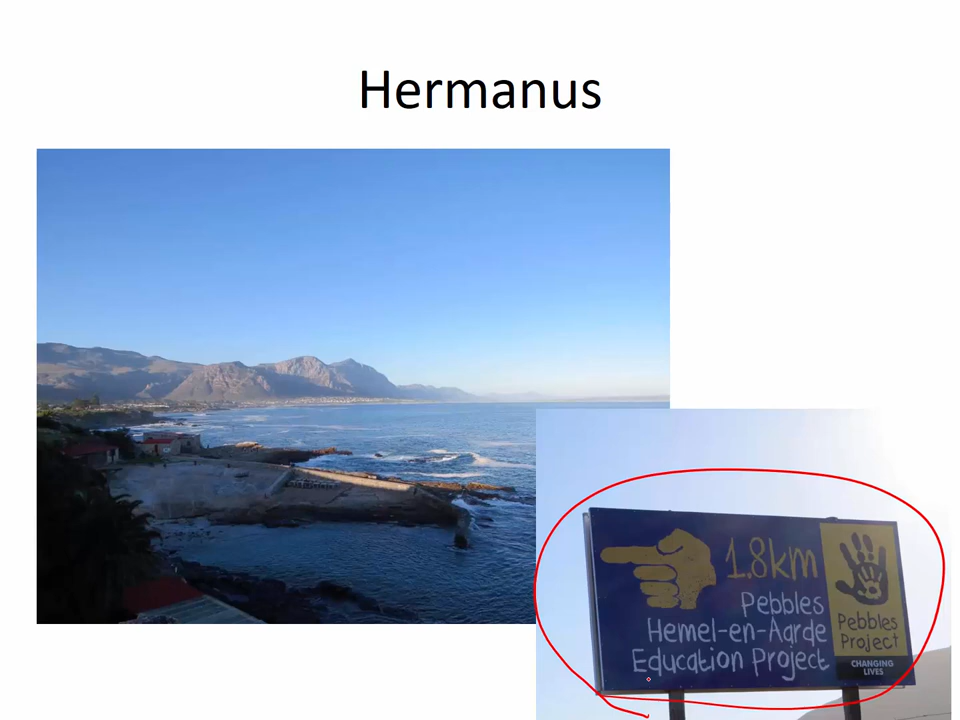 Hermanus
1.8km
Pebbles
Hemel-en-Aarde
Education Project
Pebbles
Project
CHANGING
LIVES